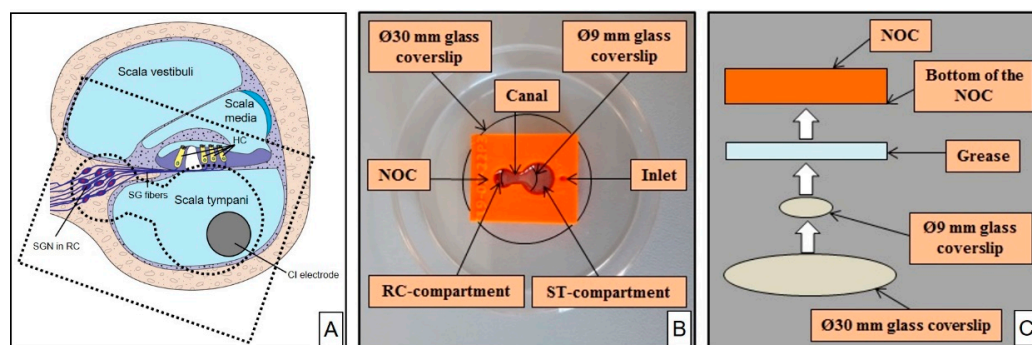 Scala vestibuli
Scala
media
HC
SG fibers
Scala tympani
SGN in RC
CI electrode
A
Ø30 mm glass
coverslip
Ø9 mm glass
coverslip
Canal
NOC
Inlet
RC-compartment
ST-compartment
B
NOC
Bottom of the
NOC
Grease
Ø9 mm glass
coverslip
Ø30 mm glass coverslip
C